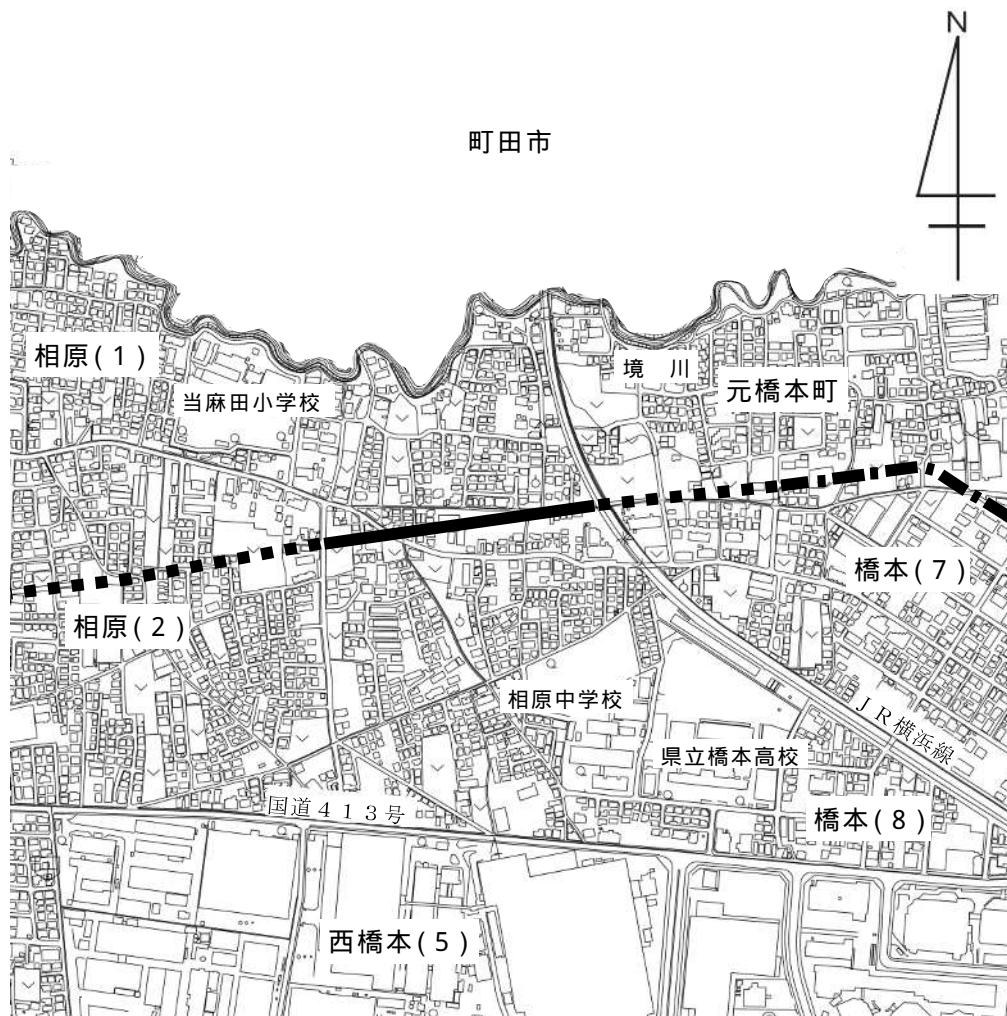 N
町田市
相原(1)
境　川
元橋本町
当麻田小学校
橋本(7)
相原(2)
相原中学校
JR横浜線
県立橋本高校
国道413号
橋本(8)
西橋本(5)